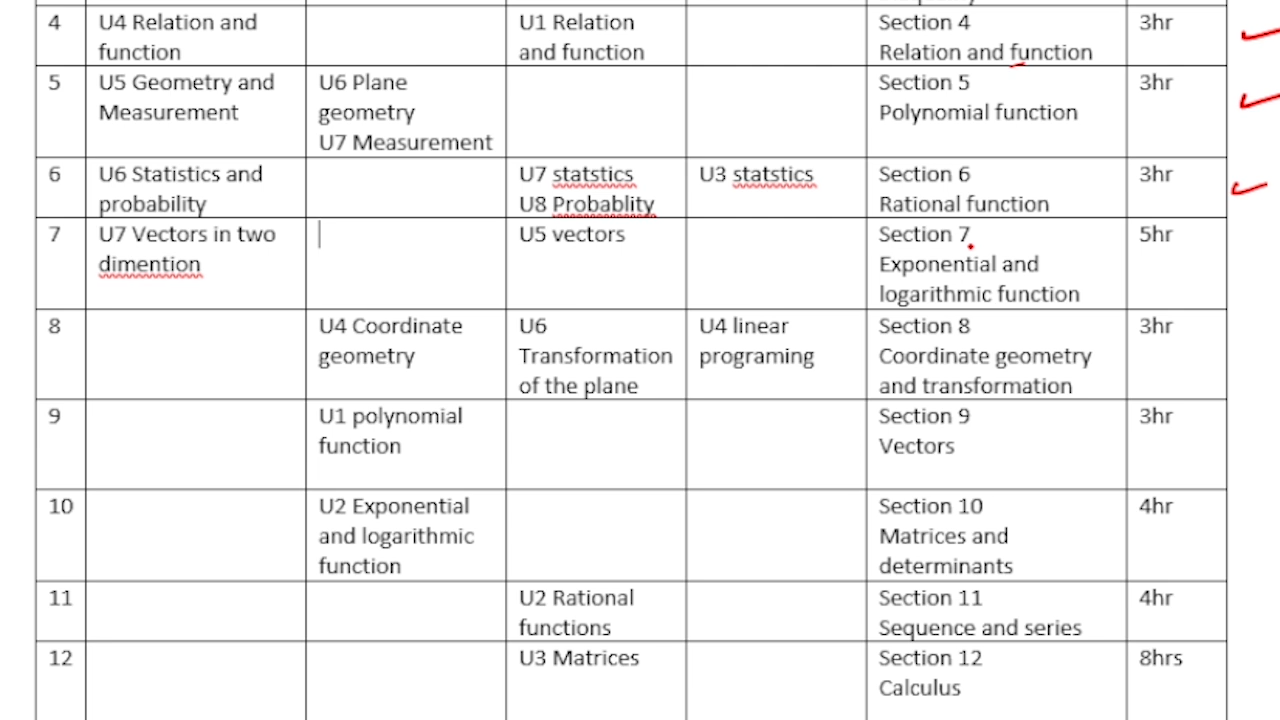 4 U4 Relation and U1 Relation Section 4 3hr
function and function Relation and function
5 U5 Geometry and U6 Plane Section 5 3hr
Measurement geometry Polynomial function
U7 Measurement
6 U6 Statistics and U7 statstics U3 statstics Section 6 3hr
probability U8 Probablity Rational function
7 U7 Vectors in two U5 vectors Section 7 5hr
dimention Exponential and
logarithmic function
8 U4 Coordinate U6 U4 linear Section 8 3hr
geometry Transformation programing Coordinate geometry
of the plane and transformation
9 U1 polynomial Section 9 3hr
function Vectors
10 U2 Exponential Section 10 4hr
and logarithmic Matrices and
function determinants
11 U2 Rational Section 11 4hr
functions Sequence and series
12 U3 Matrices Section 12 8hrs
Calculus